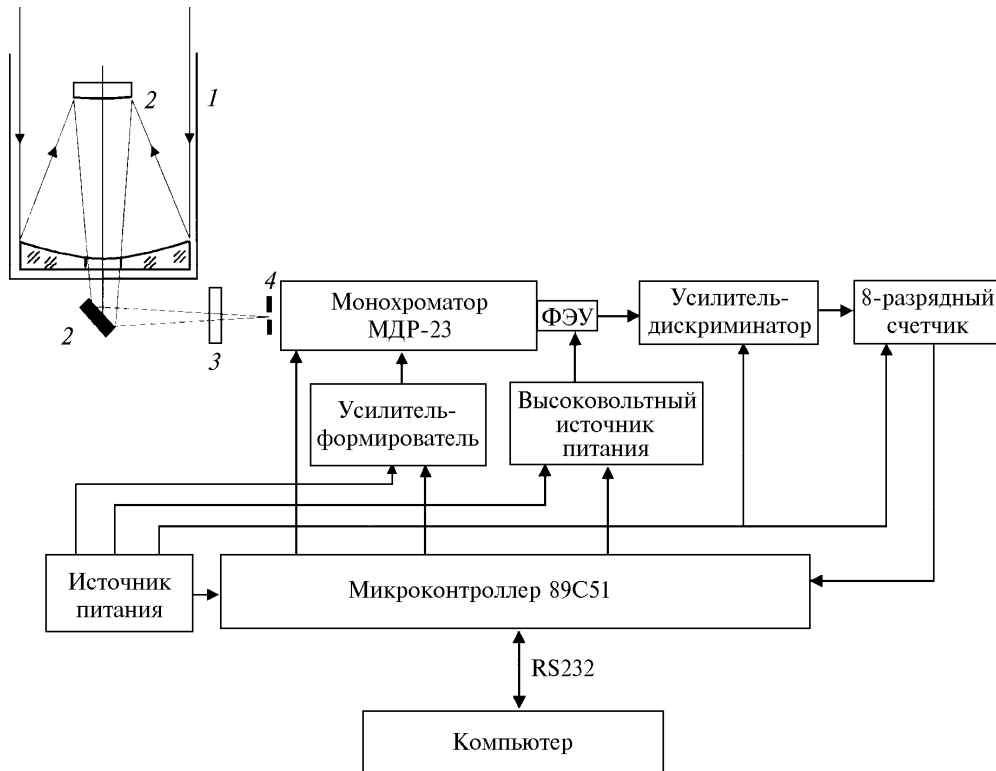 2
1
4
2
3
Монохроматор
МДР-23
ФЭУ
Усилитель-
дискриминатор
8-разрядный
счетчик
Усилитель-
формирователь
Высоковольтный
источник
питания
Источник
питания
Микроконтроллер 89С51
RS232
Компьютер